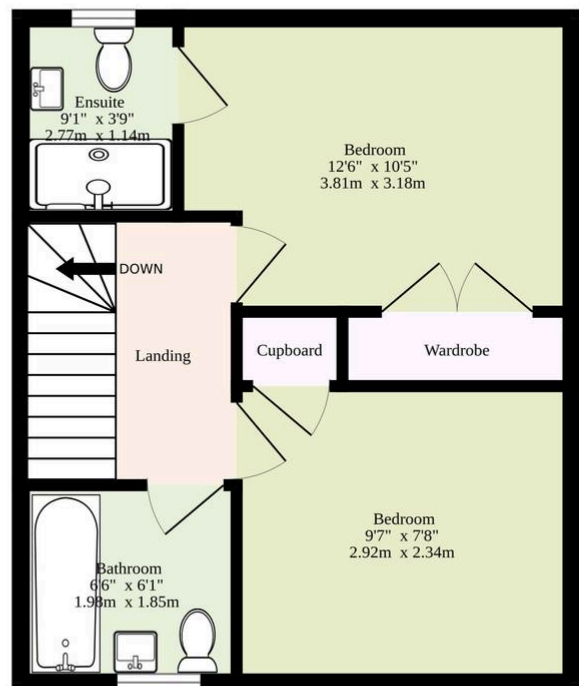 Ensuite
9'1" x 3'9"
2.77m x 1.14m
Bedroom
12'6" x 10'5"
3.81m x 3.18m
DOWN
Landing
Cupboard
Wardrobe
Bedroom
9'7" x 7'8"
2.92m x 2.34m
Bathroom
6'6" x 6'1"
1.98m x 1.85m